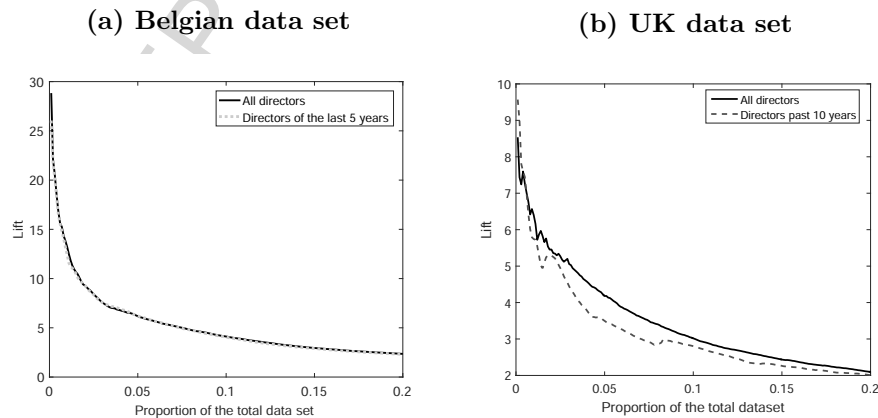 (a) Belgian data set
30
25
20
15
10
5
0
Lift
0 0.05 0.1 0.15 0.2
Proportion of the total data set
All directors
Directors of the last 5 years
(b) UK data set
10
9
8
7
6
5
4
3
2
Lift
0 0.05 0.1 0.15 0.2
Proportion of the total dataset
All directors
Directors past 10 years